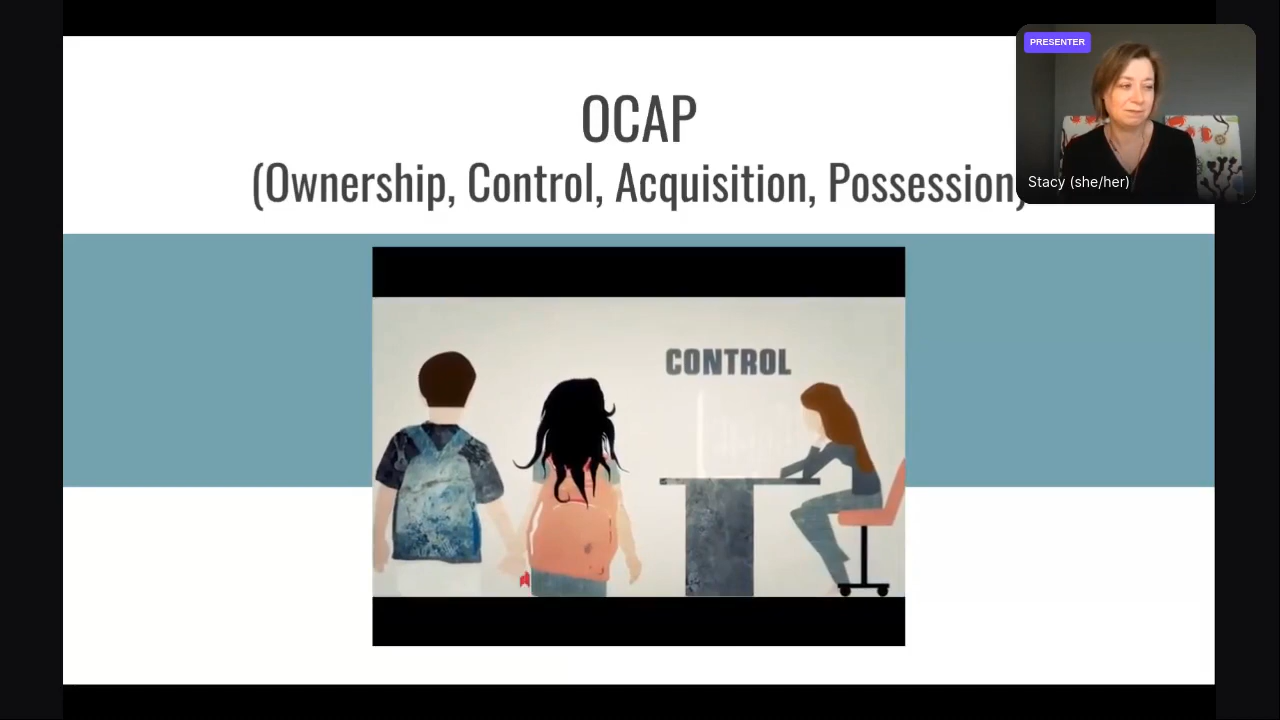 PRESENTER
OCAP
(Ownership, Control, Acquisition, Possession)
Stacy (she/her)
CONTROL